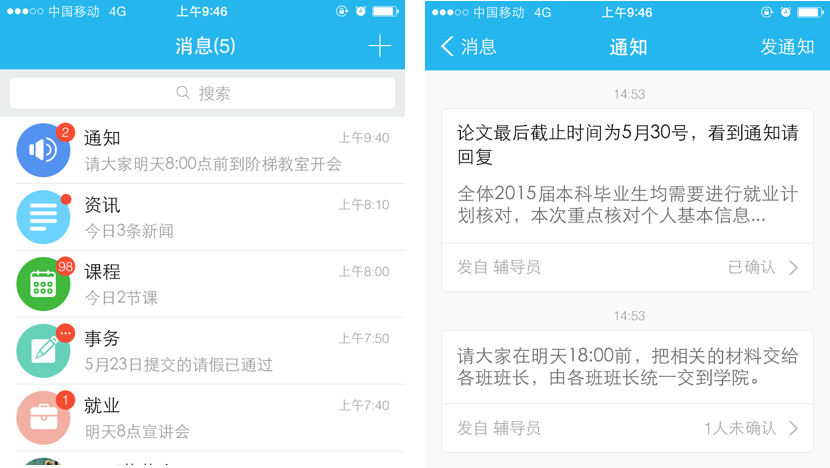 中国移动 4G 上午9:46
消息(5)
搜索
2
通知 上午9:40
请大家明天8:00点前到阶梯教室开会
资讯 上午8:10
今日3条新闻
98
课程 上午8:00
今日2节课
事务 上午7:50
5月23日提交的请假已通过
1
就业 上午7:40
明天8点宣讲会
中国移动 4G 上午9:46
消息 通知 发通知
14:53
论文最后截止时间为5月30号，看到通知请
回复
全体2015届本科毕业生均需要进行就业计
划核对，本次重点核对个人基本信息...
发自 辅导员 已确认
14:53
请大家在明天18:00前，把相关的材料交给
各班班长，由各班班长统一交到学院。
发自 辅导员 1人未确认